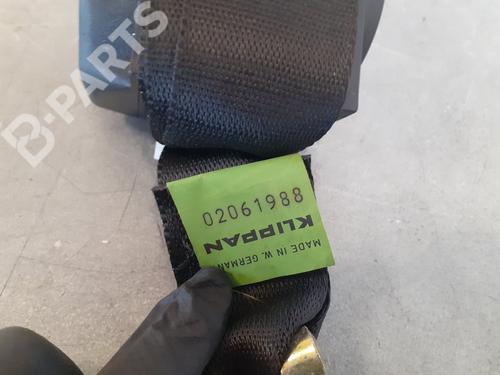 B-PARTS
02061988
KLIPPAN
MADE IN W. GERMAN